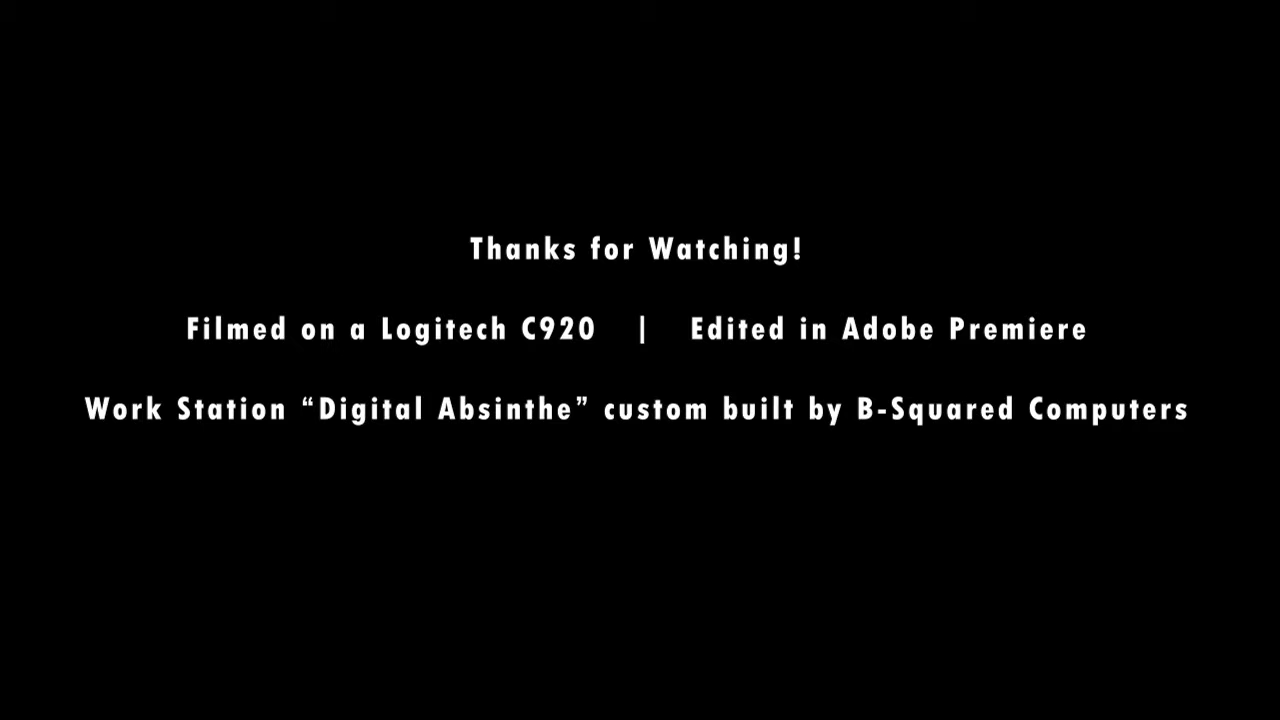 Thanks for Watching!
Filmed on a Logitech C920 | Edited in Adobe Premiere
Work Station “Digital Absinthe” custom built by B-Squared Computers